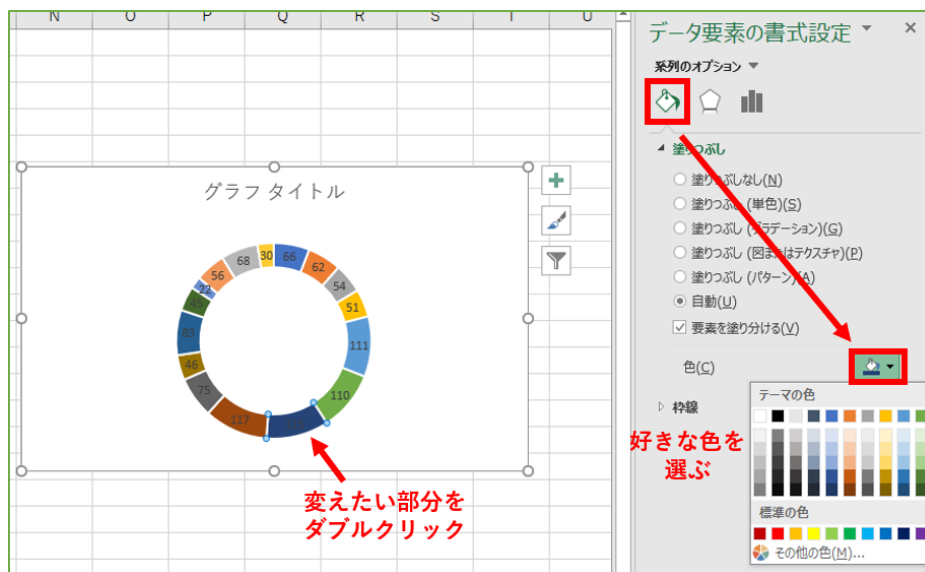 N O P Q R S T U
データ要素の書式設定
系列のオプション
塗りつぶし
塗りつぶしなし(N)
塗りつぶし (単色)(S)
塗りつぶし (グラデーション)(G)
塗りつぶし (図またはテクスチャ)(P)
塗りつぶし (パターン)(A)
自動(U)
要素を塗り分ける(V)
色(C)
枠線
テーマの色
標準の色
その他の色(M)...
好きな色を
選ぶ
グラフ タイトル
66
62
54
51
111
110
117
75
46
83
45
22
56
68
30
変えたい部分を
ダブルクリック